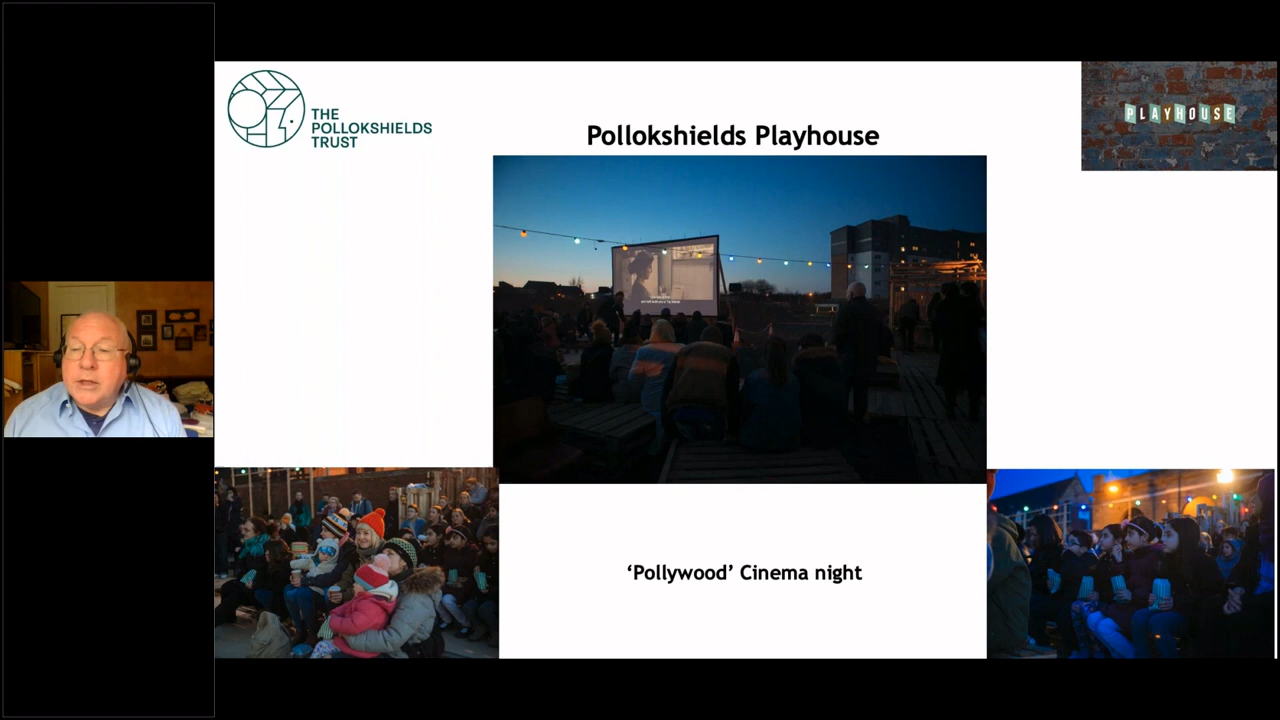 THE
POLLOKSHIELDS
TRUST
Pollokshields Playhouse
PLAYHOUSE
‘Pollywood’ Cinema night